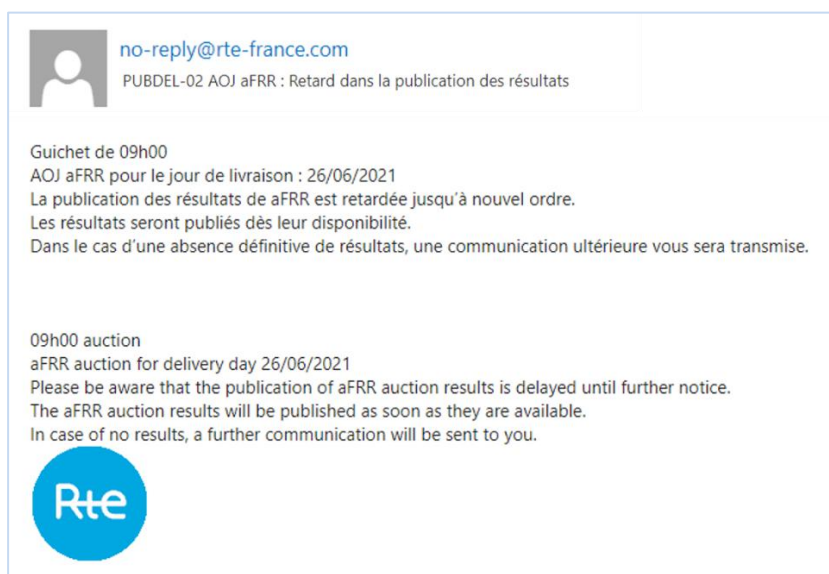 no-reply@rte-france.com
PUBDEL-02 AOJ aFRR : Retard dans la publication des résultats
Guichet de 09h00
AOJ aFRR pour le jour de livraison : 26/06/2021
La publication des résultats de aFRR est retardée jusqu'à nouvel ordre.
Les résultats seront publiés dès leur disponibilité.
Dans le cas d'une absence définitive de résultats, une communication ultérieure vous sera transmise.
09h00 auction
aFRR auction for delivery day 26/06/2021
Please be aware that the publication of aFRR auction results is delayed until further notice.
The aFRR auction results will be published as soon as they are available.
In case of no results, a further communication will be sent to you.
Rte